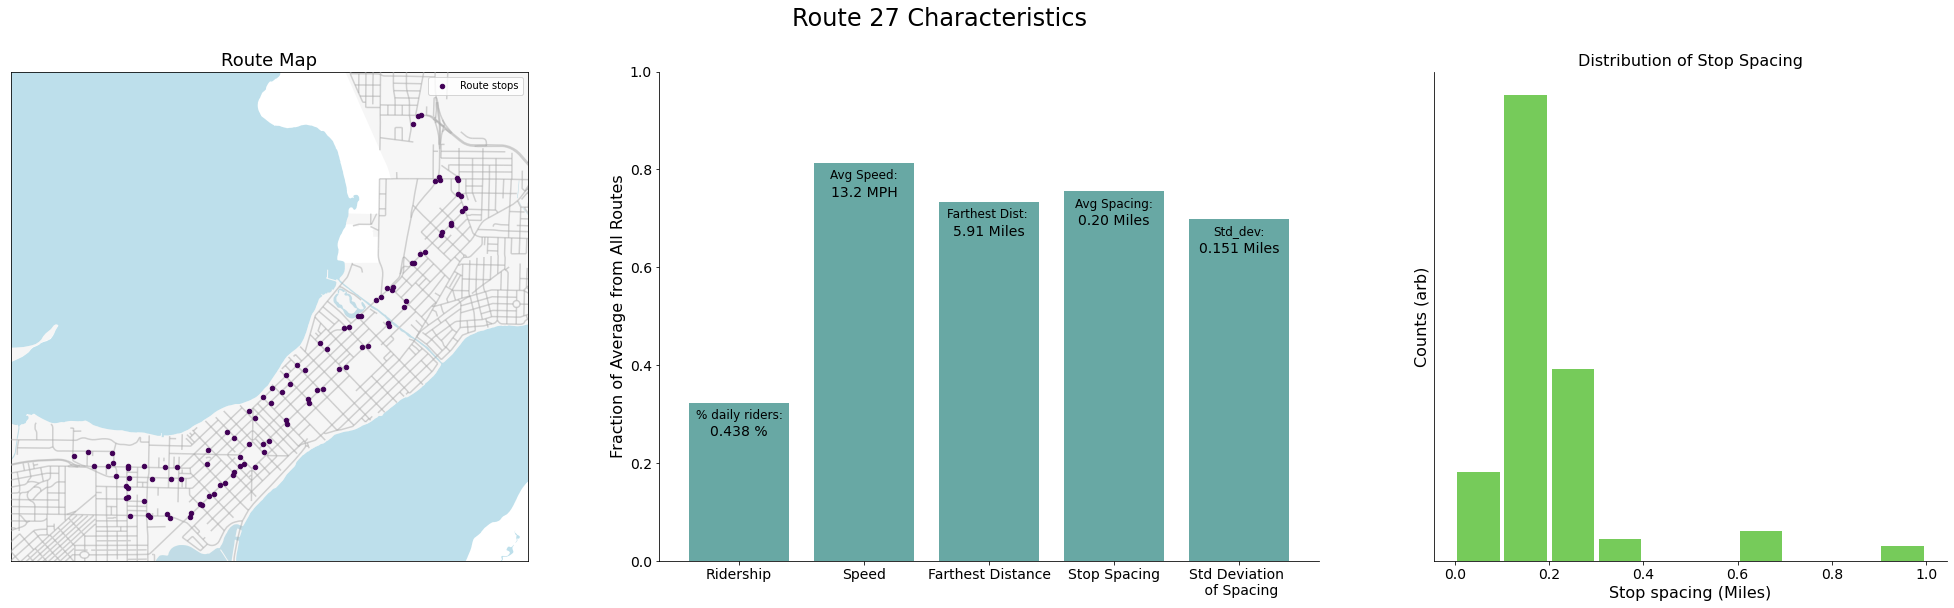 Route 27 Characteristics
Route Map
Route stops
Fraction of Average from All Routes
1.0
0.8
0.6
0.4
0.2
0.0
% daily riders:
0.438 %
Avg Speed:
13.2 MPH
Farthest Dist:
5.91 Miles
Avg Spacing:
0.20 Miles
Std_dev:
0.151 Miles
Ridership
Speed
Farthest Distance
Stop Spacing
Std Deviation
of Spacing
Distribution of Stop Spacing
Counts (arb)
0.0
0.2
0.4
0.6
0.8
1.0
Stop spacing (Miles)